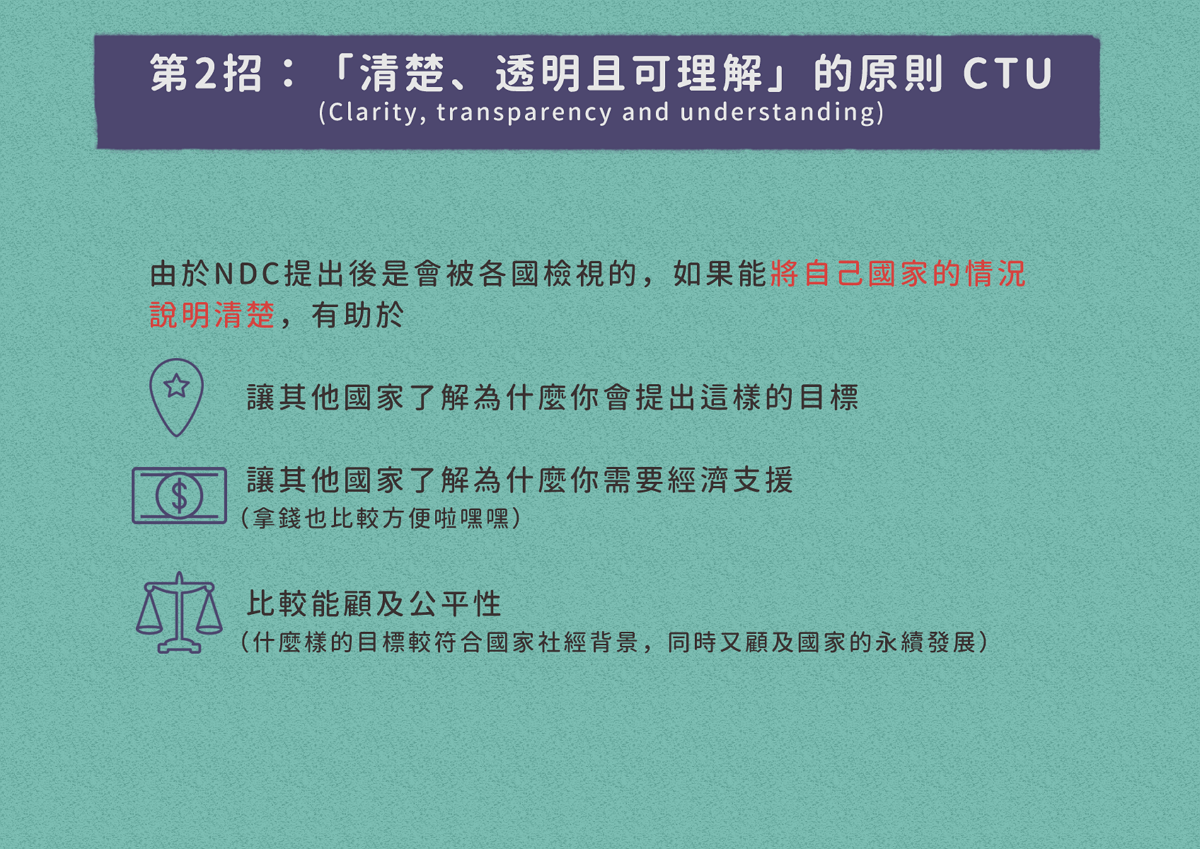 第2招：「清楚、透明且可理解」的原則 CTU
(Clarity, transparency and understanding)
由於NDC提出後是會被各國檢視的，如果能將自己國家的情況
說明清楚，有助於
讓其他國家了解為什麼你會提出這樣的目標
讓其他國家了解為什麼你需要經濟支援
（拿錢也比較方便啦嘿嘿）
比較能顧及公平性
（什麼樣的目標較符合國家社經背景，同時又顧及國家的永續發展）